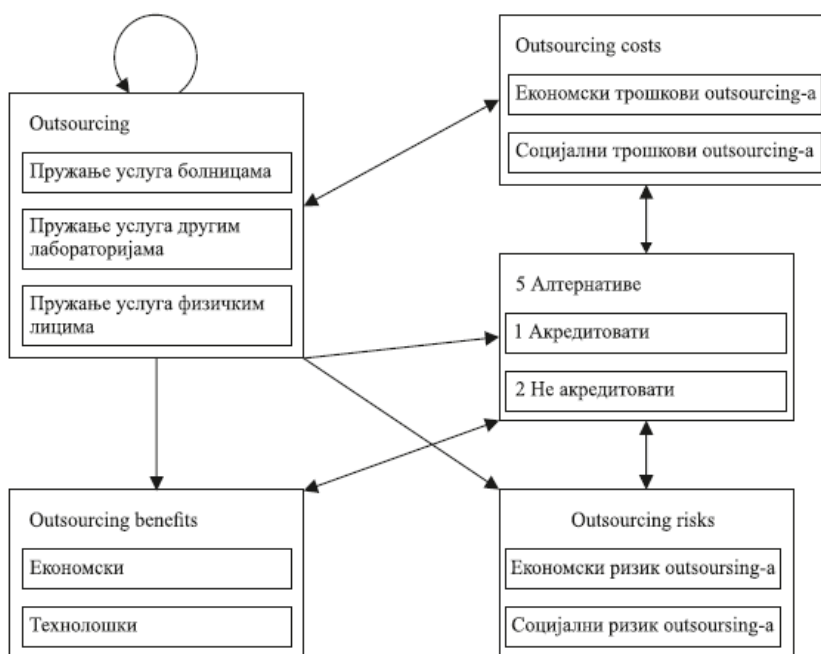 Outsourcing
Пружање услуга болницама
Пружање услуга другим
лабораторијама
Пружање услуга физичким
лицима
Outsourcing costs
Економски трошкови outsourcing-а
Социјални трошкови outsourcing-а
5 Алтернативе
1 Акредитовати
2 Не акредитовати
Outsourcing benefits
Економски
Технолошки
Outsourcing risks
Економски ризик outsoursing-а
Социјални ризик outsoursing-а